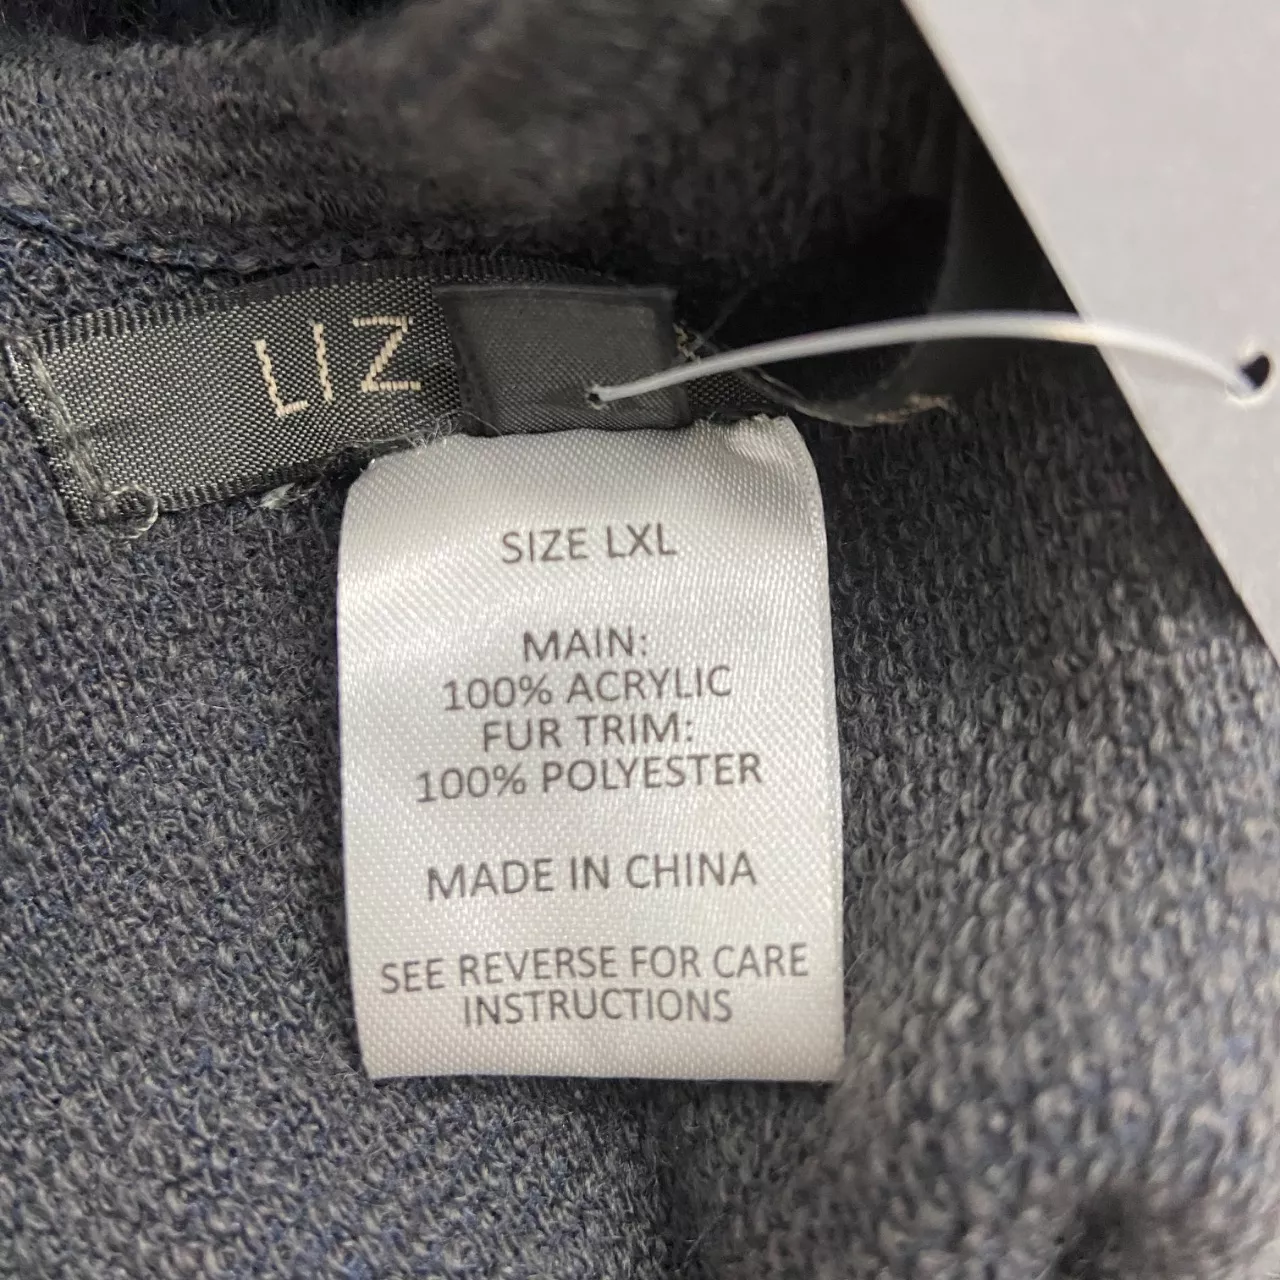 LIZ
SIZE LXL
MAIN:
100% ACRYLIC
FUR TRIM:
100% POLYESTER
MADE IN CHINA
SEE REVERSE FOR CARE
INSTRUCTIONS